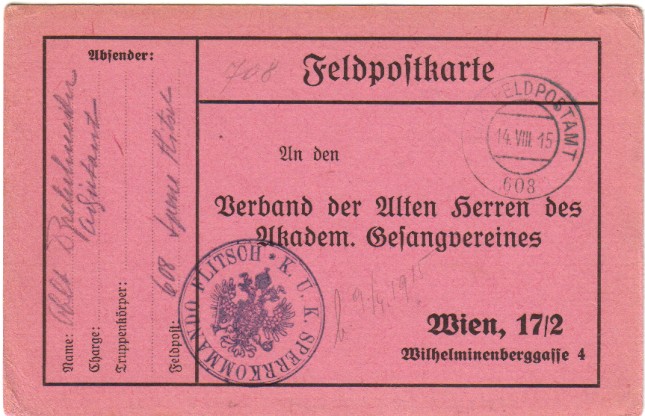 Absender:
Name:
Charge:
Truppenkörper:
Feldpost: 608
708
Feldpostkarte
FELDPOSTAMT
14. VIII. 15
608
An den
Verband der Alten Herren des
Akadem. Gesangvereines
K. U. K. SPERRKOMMANDO FLITSCH
Wien, 17/2
Wilhelminenberggasse 4